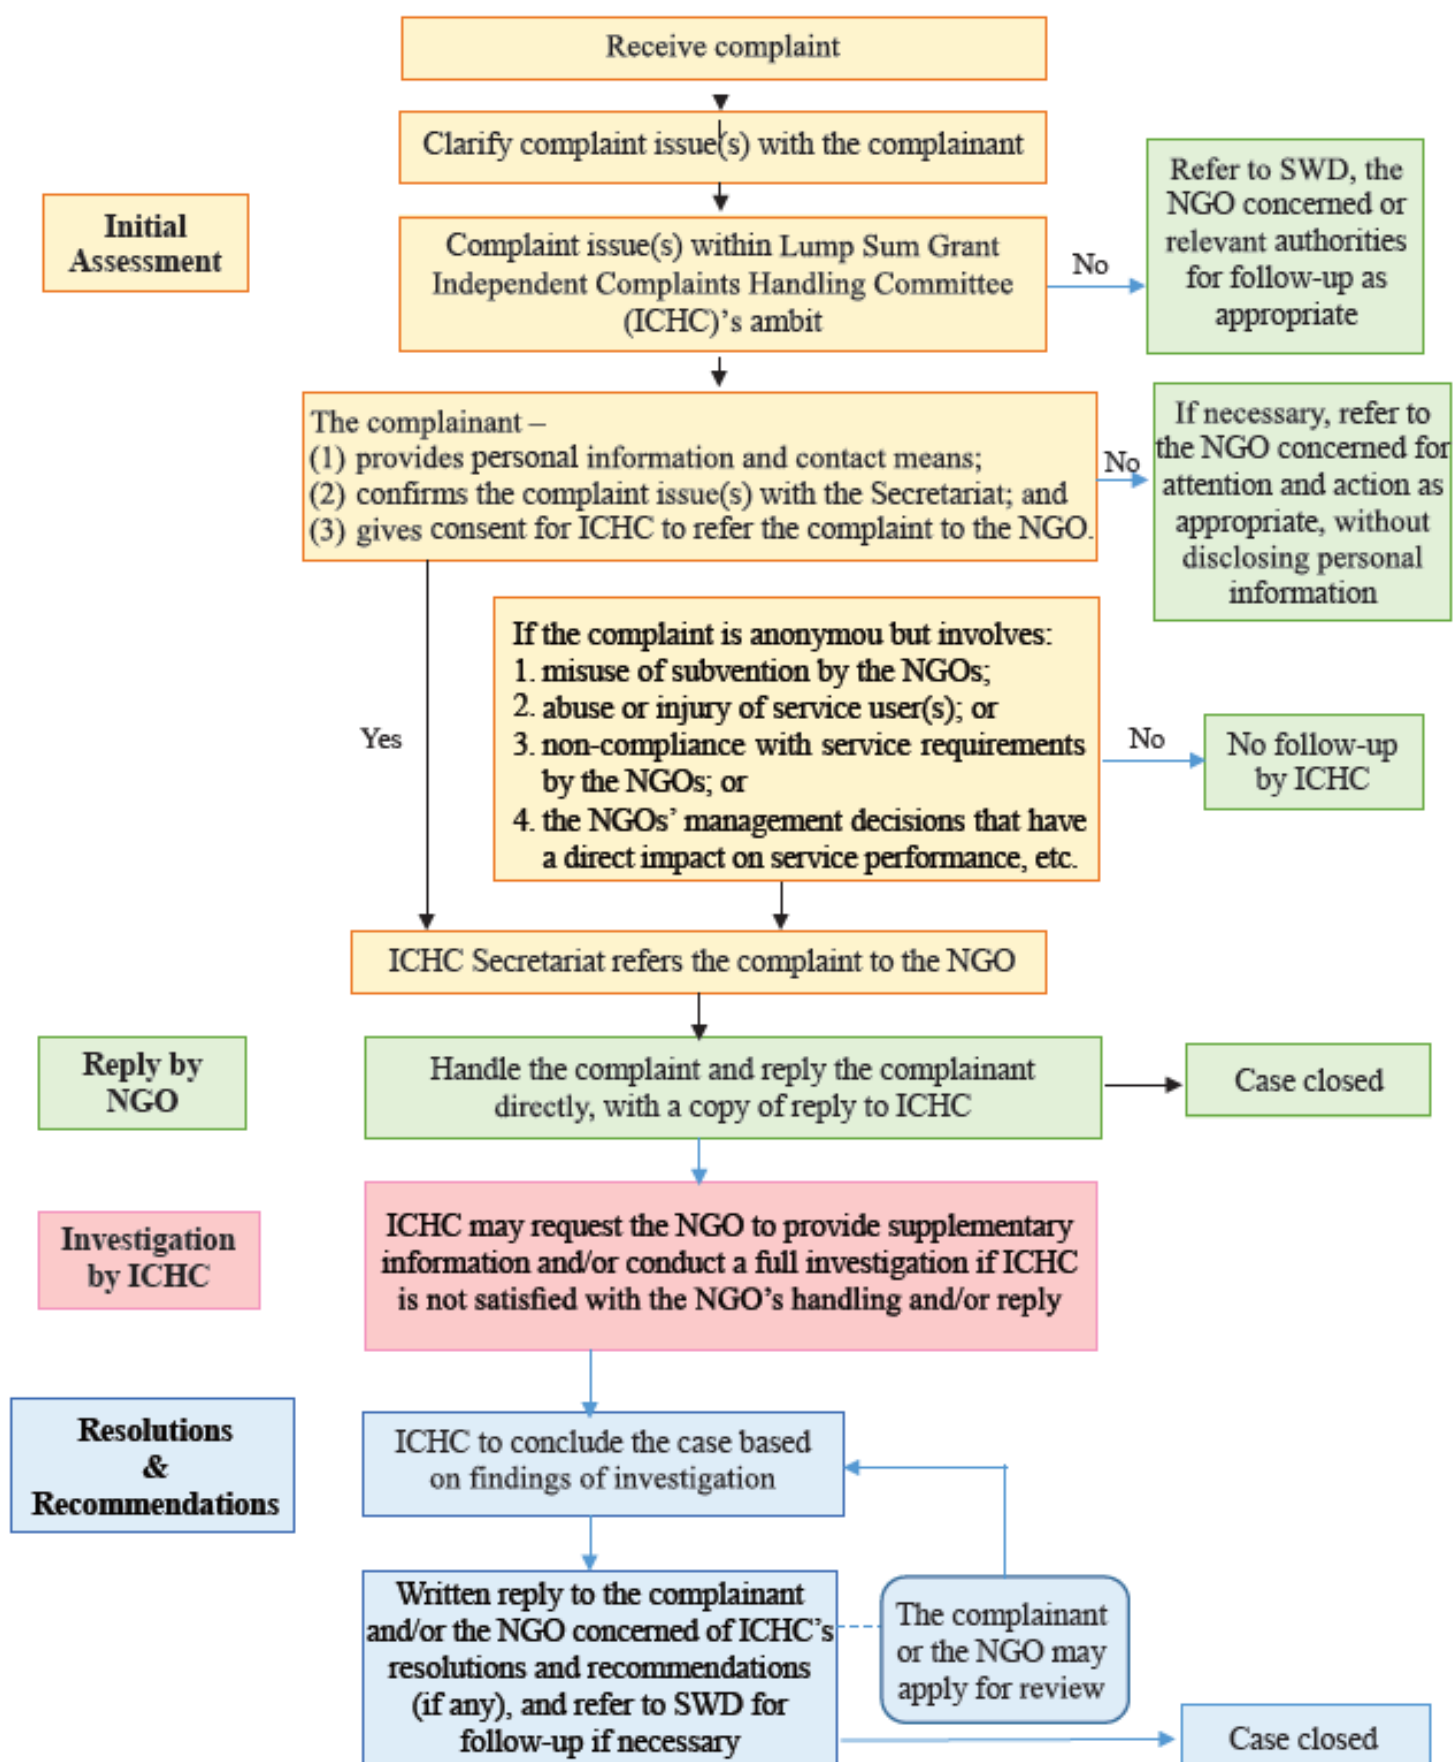 Receive complaint
Clarify complaint issue(s) with the complainant
Initial
Assessment
Complaint issue(s) within Lump Sum Grant
Independent Complaints Handling Committee
(ICHC)'s ambit
No
Refer to SWD, the
NGO concerned or
relevant authorities
for follow-up as
appropriate
The complainant –
(1) provides personal information and contact means;
(2) confirms the complaint issue(s) with the Secretariat; and
(3) gives consent for ICHC to refer the complaint to the NGO.
No
If necessary, refer to
the NGO concerned for
attention and action as
appropriate, without
disclosing personal
information
Yes
If the complaint is anonymou but involves:
1. misuse of subvention by the NGOs;
2. abuse or injury of service user(s); or
3. non-compliance with service requirements
by the NGOs; or
4. the NGOs' management decisions that have
a direct impact on service performance, etc.
No
No follow-up
by ICHC
ICHC Secretariat refers the complaint to the NGO
Reply by
NGO
Handle the complaint and reply the complainant
directly, with a copy of reply to ICHC
Case closed
Investigation
by ICHC
ICHC may request the NGO to provide supplementary
information and/or conduct a full investigation if ICHC
is not satisfied with the NGO's handling and/or reply
Resolutions
&
Recommendations
ICHC to conclude the case based
on findings of investigation
Written reply to the complainant
and/or the NGO concerned of ICHC's
resolutions and recommendations
(if any), and refer to SWD for
follow-up if necessary
The complainant
or the NGO may
apply for review
Case closed